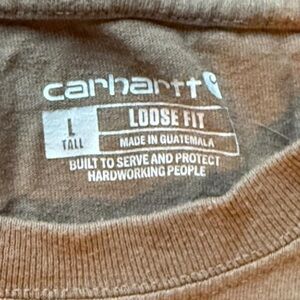 carhartt
L
TALL
LOOSE FIT
MADE IN GUATEMALA
BUILT TO SERVE AND PROTECT
HARDWORKING PEOPLE